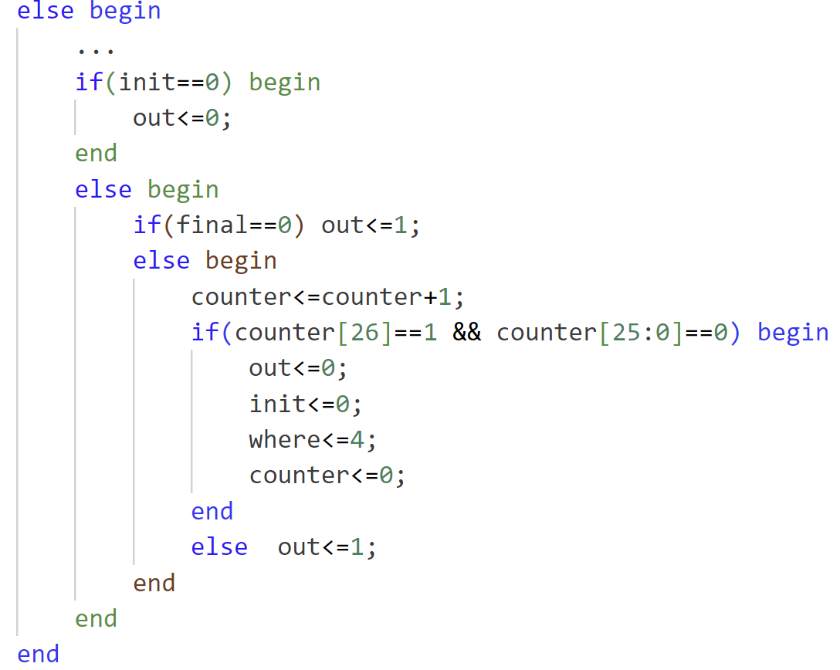 else begin
...
if(init==0) begin
out<=0;
end
else begin
if(final==0) out<=1;
else begin
counter<=counter+1;
if(counter[26]==1 && counter[25:0]==0) begin
out<=0;
init<=0;
where<=4;
counter<=0;
end
else  out<=1;
end
end
end